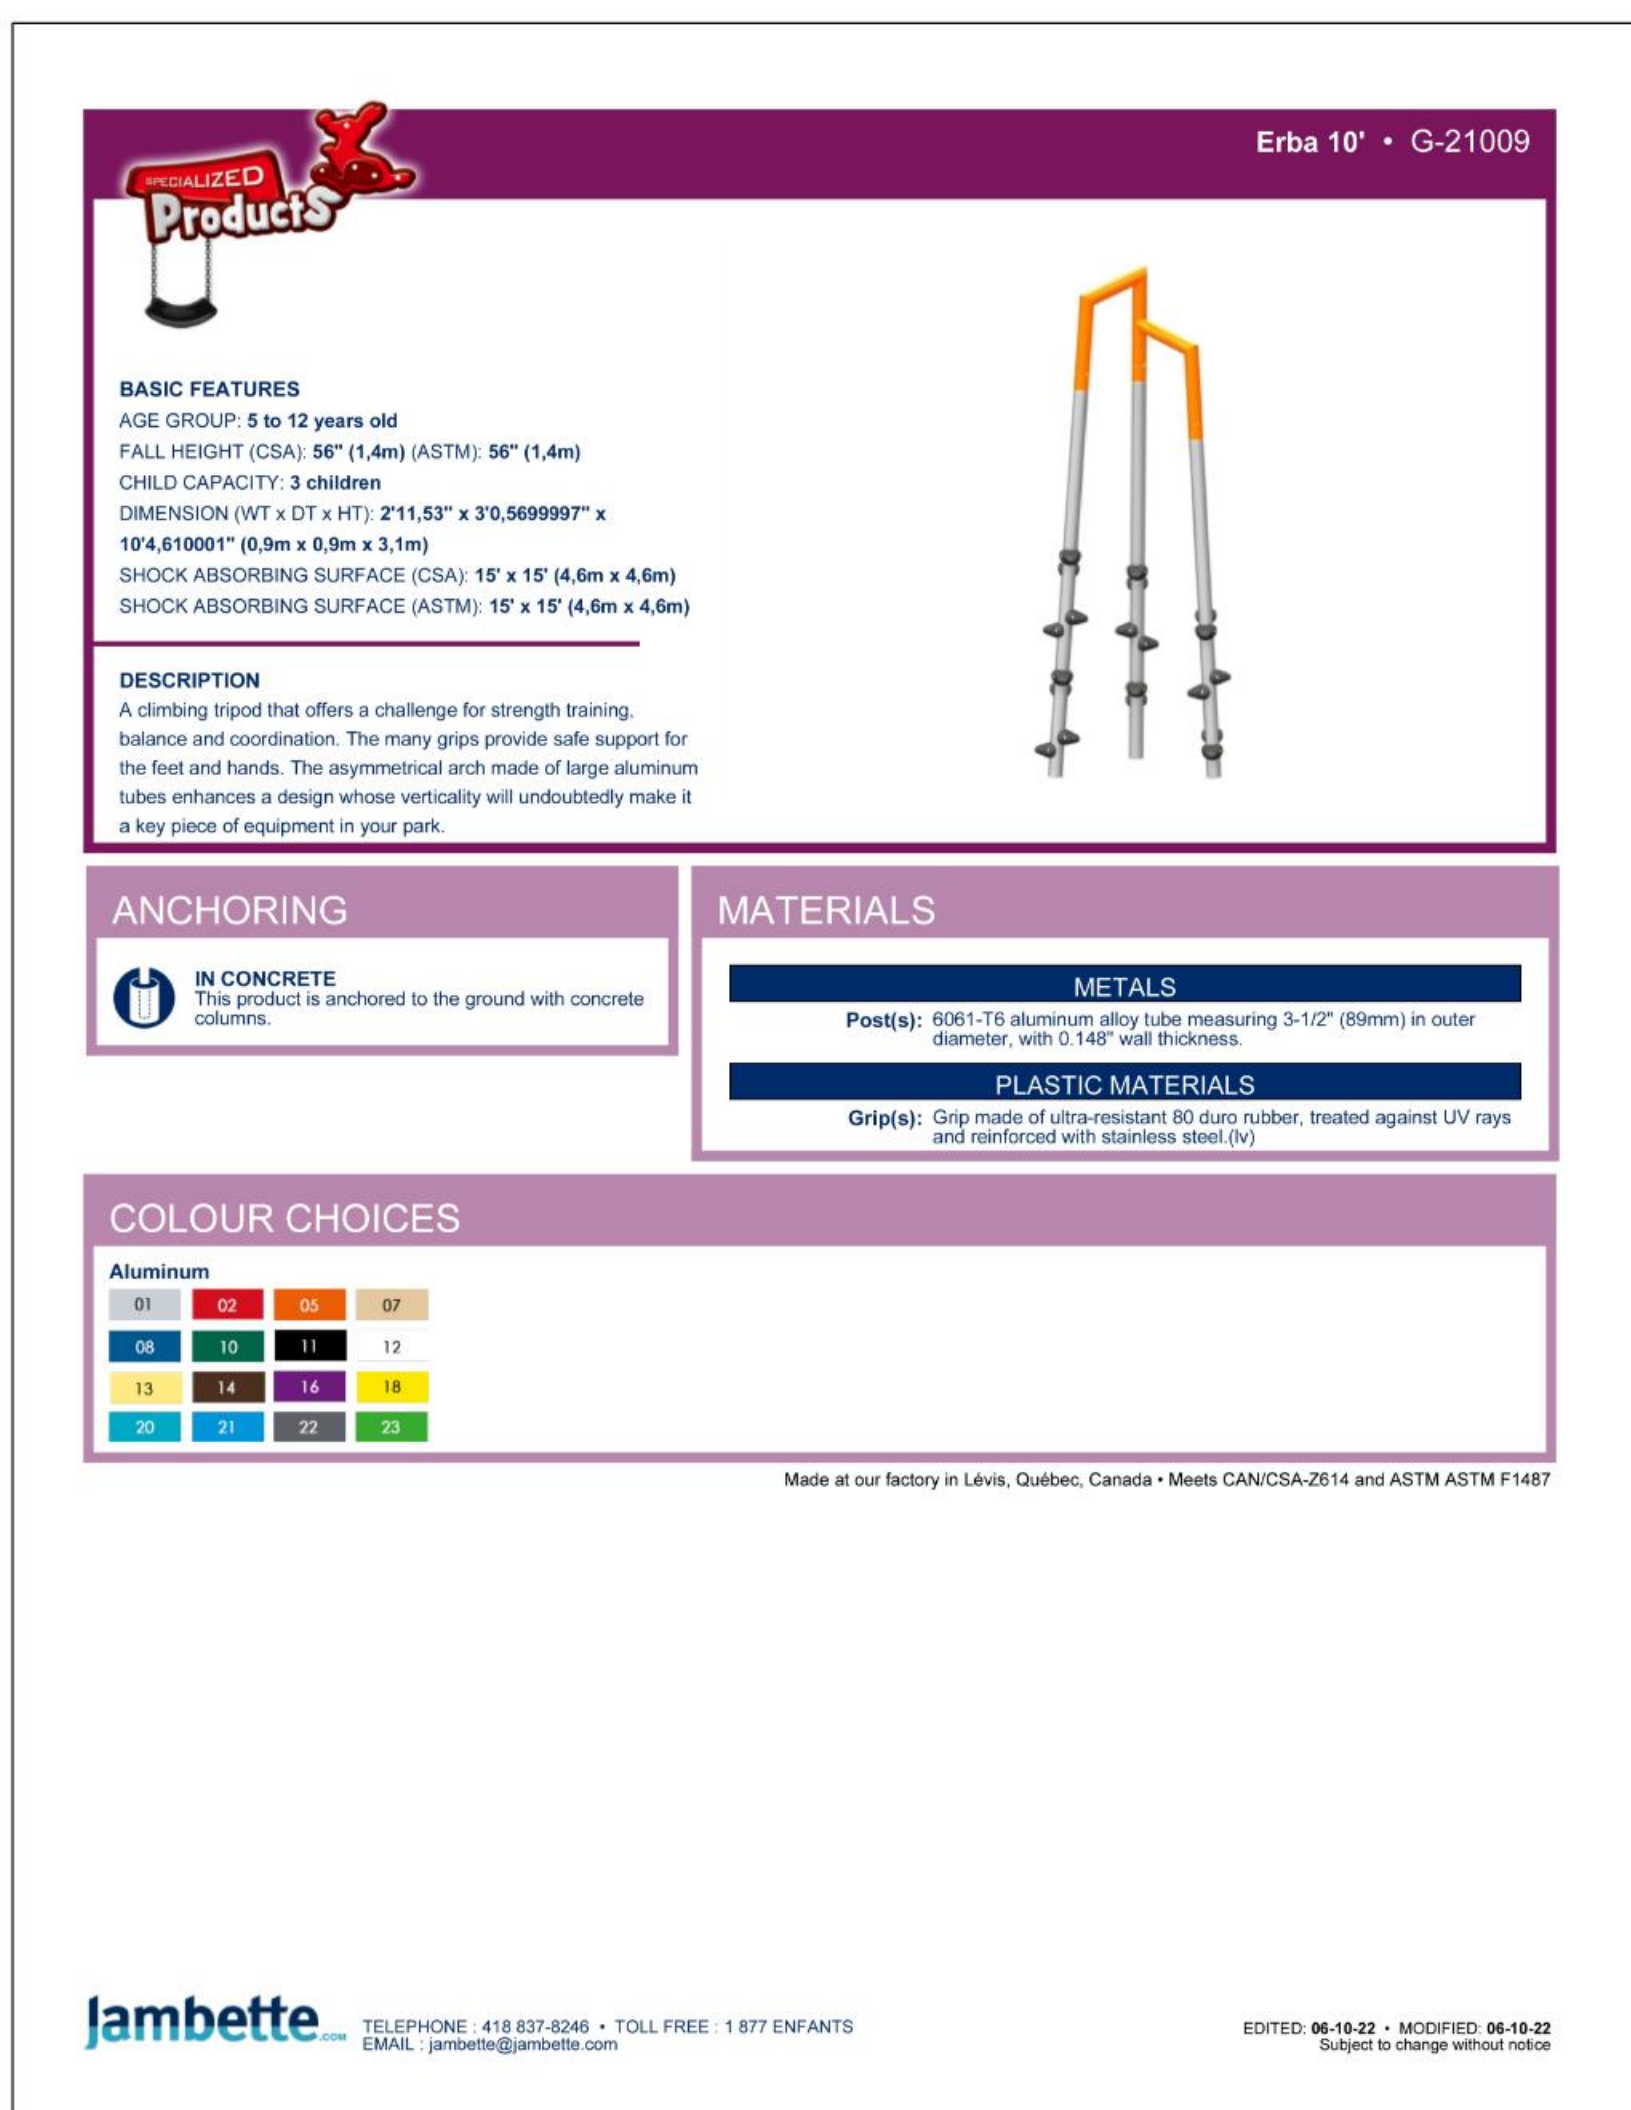 Erba 10' • G-21009
SPECIALIZED
Products
BASIC FEATURES
AGE GROUP: 5 to 12 years old
FALL HEIGHT (CSA): 56" (1,4m) (ASTM): 56" (1,4m)
CHILD CAPACITY: 3 children
DIMENSION (WT x DT x HT): 2'11,53" x 3'0,5699997" x
10'4,610001" (0,9m x 0,9m x 3,1m)
SHOCK ABSORBING SURFACE (CSA): 15' x 15' (4,6m x 4,6m)
SHOCK ABSORBING SURFACE (ASTM): 15' x 15' (4,6m x 4,6m)
DESCRIPTION
A climbing tripod that offers a challenge for strength training,
balance and coordination. The many grips provide safe support for
the feet and hands. The asymmetrical arch made of large aluminum
tubes enhances a design whose verticality will undoubtedly make it
a key piece of equipment in your park.
ANCHORING
IN CONCRETE
This product is anchored to the ground with concrete
columns.
MATERIALS
METALS
Post(s): 6061-T6 aluminum alloy tube measuring 3-1/2" (89mm) in outer
diameter, with 0.148" wall thickness.
PLASTIC MATERIALS
Grip(s): Grip made of ultra-resistant 80 duro rubber, treated against UV rays
and reinforced with stainless steel.(lv)
COLOUR CHOICES
Aluminum
01 02 05 07
08 10 11 12
13 14 16 18
20 21 22 23
Made at our factory in Lévis, Québec, Canada • Meets CAN/CSA-Z614 and ASTM ASTM F1487
Jambette.com
TELEPHONE : 418 837-8246 • TOLL FREE : 1 877 ENFANTS
EMAIL : jambette@jambette.com
EDITED: 06-10-22 • MODIFIED: 06-10-22
Subject to change without notice